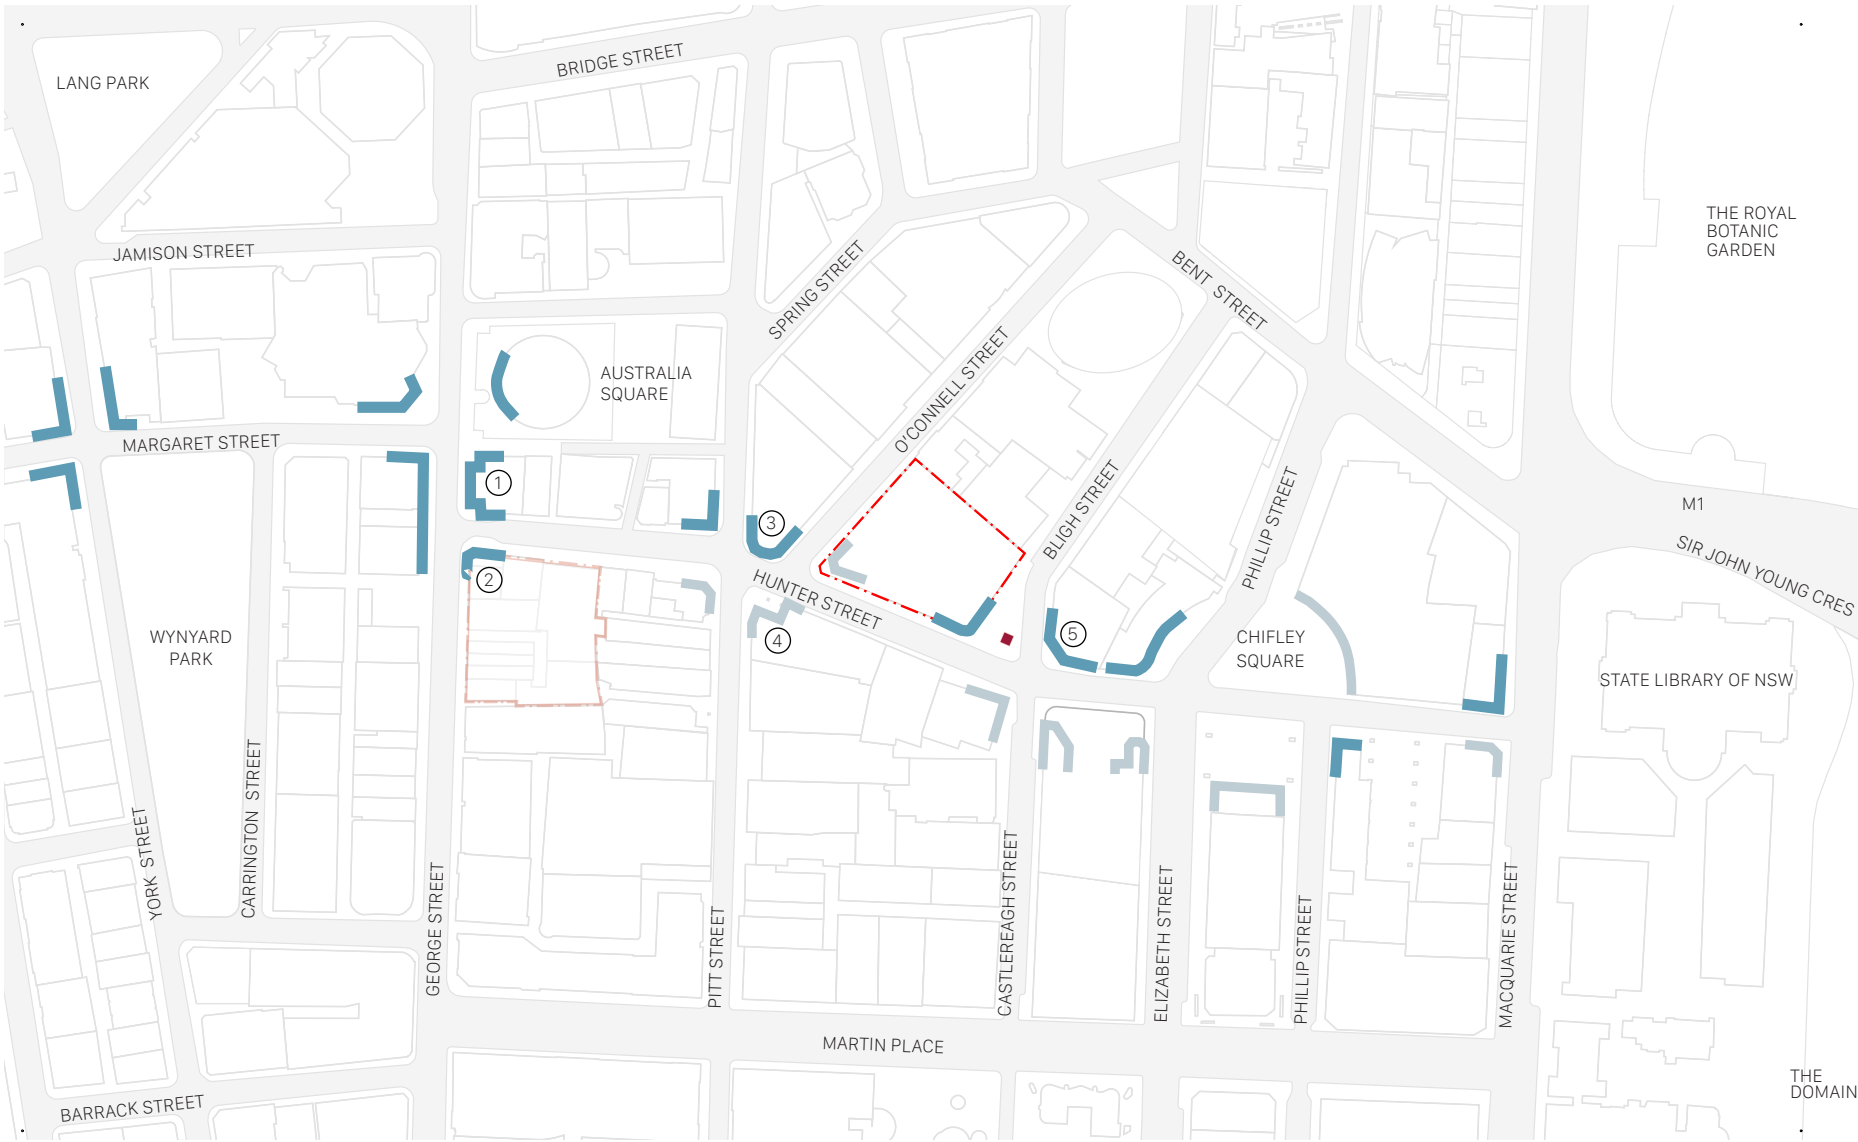 BRIDGE STREET
LANG PARK
THE ROYAL
BOTANIC
GARDEN
JAMISON STREET
SPRING STREET
BENT STREET
AUSTRALIA
SQUARE
O'CONNELL STREET
MARGARET STREET
1
M1
3
BLIGH STREET
PHILLIP STREET
SIR JOHN YOUNG CRES
2
HUNTER STREET
WYNYARD
PARK
4
5
CHIFLEY
SQUARE
STATE LIBRARY OF NSW
YORK STREET
CARRINGTON STREET
GEORGE STREET
PITT STREET
CASTLEREAGH STREET
ELIZABETH STREET
PHILLIP STREET
MACQUARIE STREET
MARTIN PLACE
THE
DOMAIN
BARRACK STREET